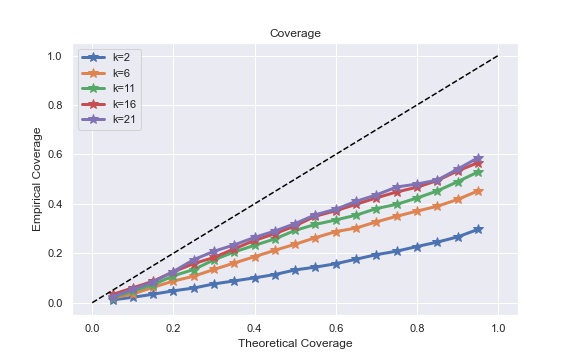 Coverage
1.0
0.8
0.6
0.4
0.2
0.0
Empirical Coverage
k=2
k=6
k=11
k=16
k=21
0.0 0.2 0.4 0.6 0.8 1.0
Theoretical Coverage